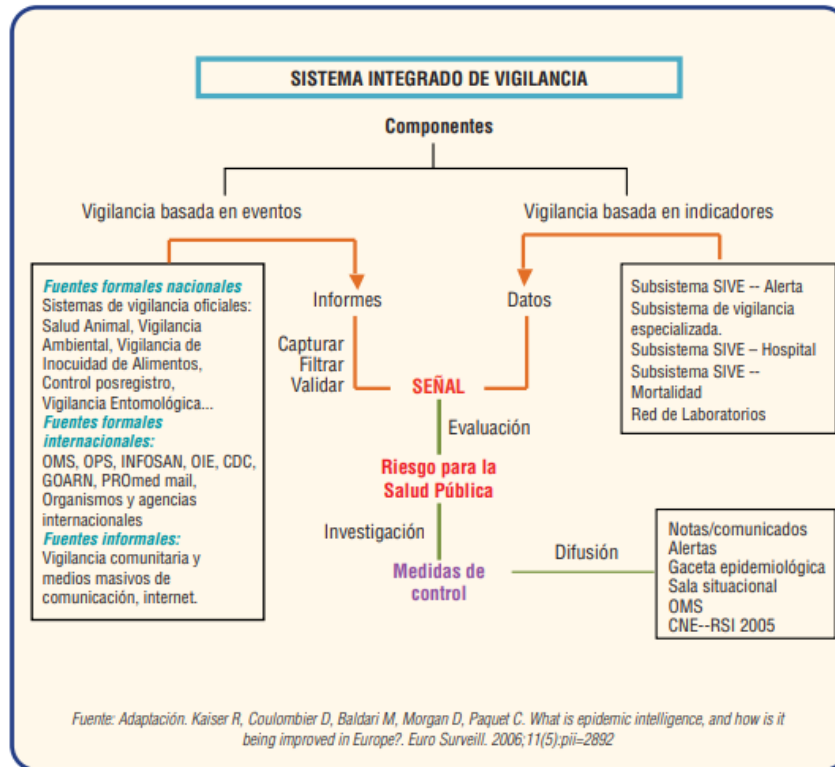 SISTEMA INTEGRADO DE VIGILANCIA
Componentes
Vigilancia basada en eventos
Vigilancia basada en indicadores
Fuentes formales nacionales
Sistemas de vigilancia oficiales:
Salud Animal, Vigilancia
Ambiental, Vigilancia de
Inocuidad de Alimentos,
Control posregistro,
Vigilancia Entomológica...
Fuentes formales
internacionales:
OMS, OPS, INFOSAN, OIE, CDC,
GOARN, PROmed mail,
Organismos y agencias
internacionales
Fuentes informales:
Vigilancia comunitaria y
medios masivos de
comunicación, internet.
Informes
Datos
Capturar
Filtrar
Validar
SEÑAL
Evaluación
Riesgo para la
Salud Pública
Investigación
Medidas de
control
Difusión
Subsistema SIVE -- Alerta
Subsistema de vigilancia
especializada.
Subsistema SIVE – Hospital
Subsistema SIVE --
Mortalidad
Red de Laboratorios
Notas/comunicados
Alertas
Gaceta epidemiológica
Sala situacional
OMS
CNE--RSI 2005
Fuente: Adaptación. Kaiser R, Coulombier D, Baldari M, Morgan D, Paquet C. What is epidemic intelligence, and how is it
being improved in Europe?. Euro Surveill. 2006;11(5):pii=2892